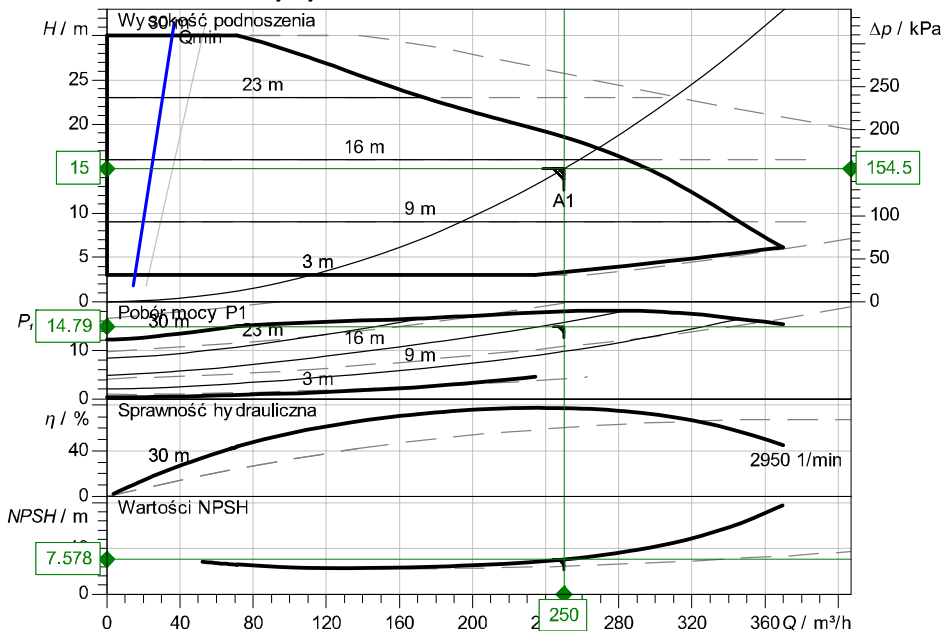 Wysokość podnoszenia
H / m
30 m
Qmin
Δp / kPa
23 m
25
250
20
200
16 m
15
154.5
10
9 m
100
A1
5
50
3 m
0
0
Pobór mocy P1
P₁
14.79
30 m
23 m
16 m
10
9 m
3 m
0
Sprawność hydrauliczna
η / %
40
30 m
2950 1/min
0
Wartości NPSH
NPSH / m
7.578
0
250
0 40 80 120 160 200 280 320 360 Q / m³/h